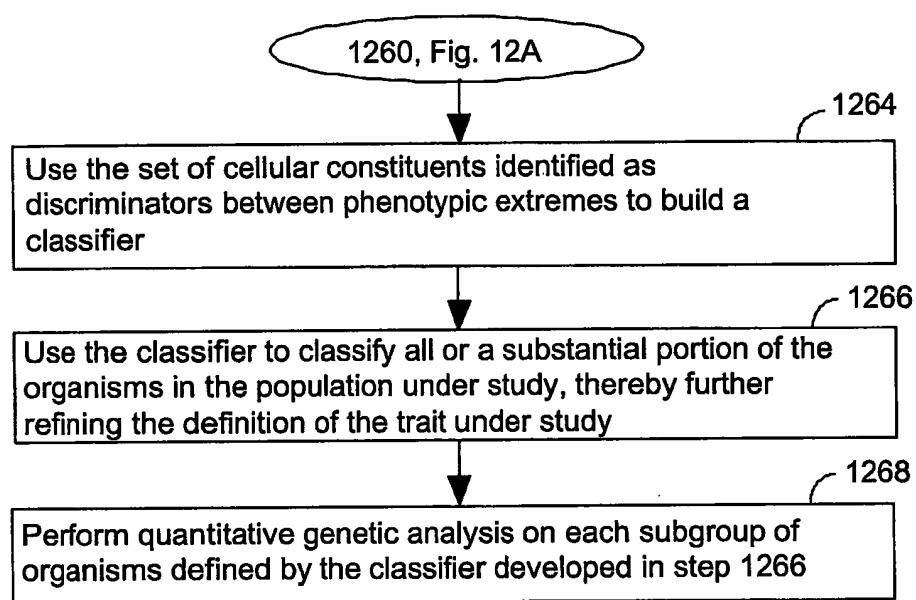 1260, Fig. 12A
1264
Use the set of cellular constituents identified as
discriminators between phenotypic extremes to build a
classifier
1266
Use the classifier to classify all or a substantial portion of the
organisms in the population under study, thereby further
refining the definition of the trait under study
1268
Perform quantitative genetic analysis on each subgroup of
organisms defined by the classifier developed in step 1266